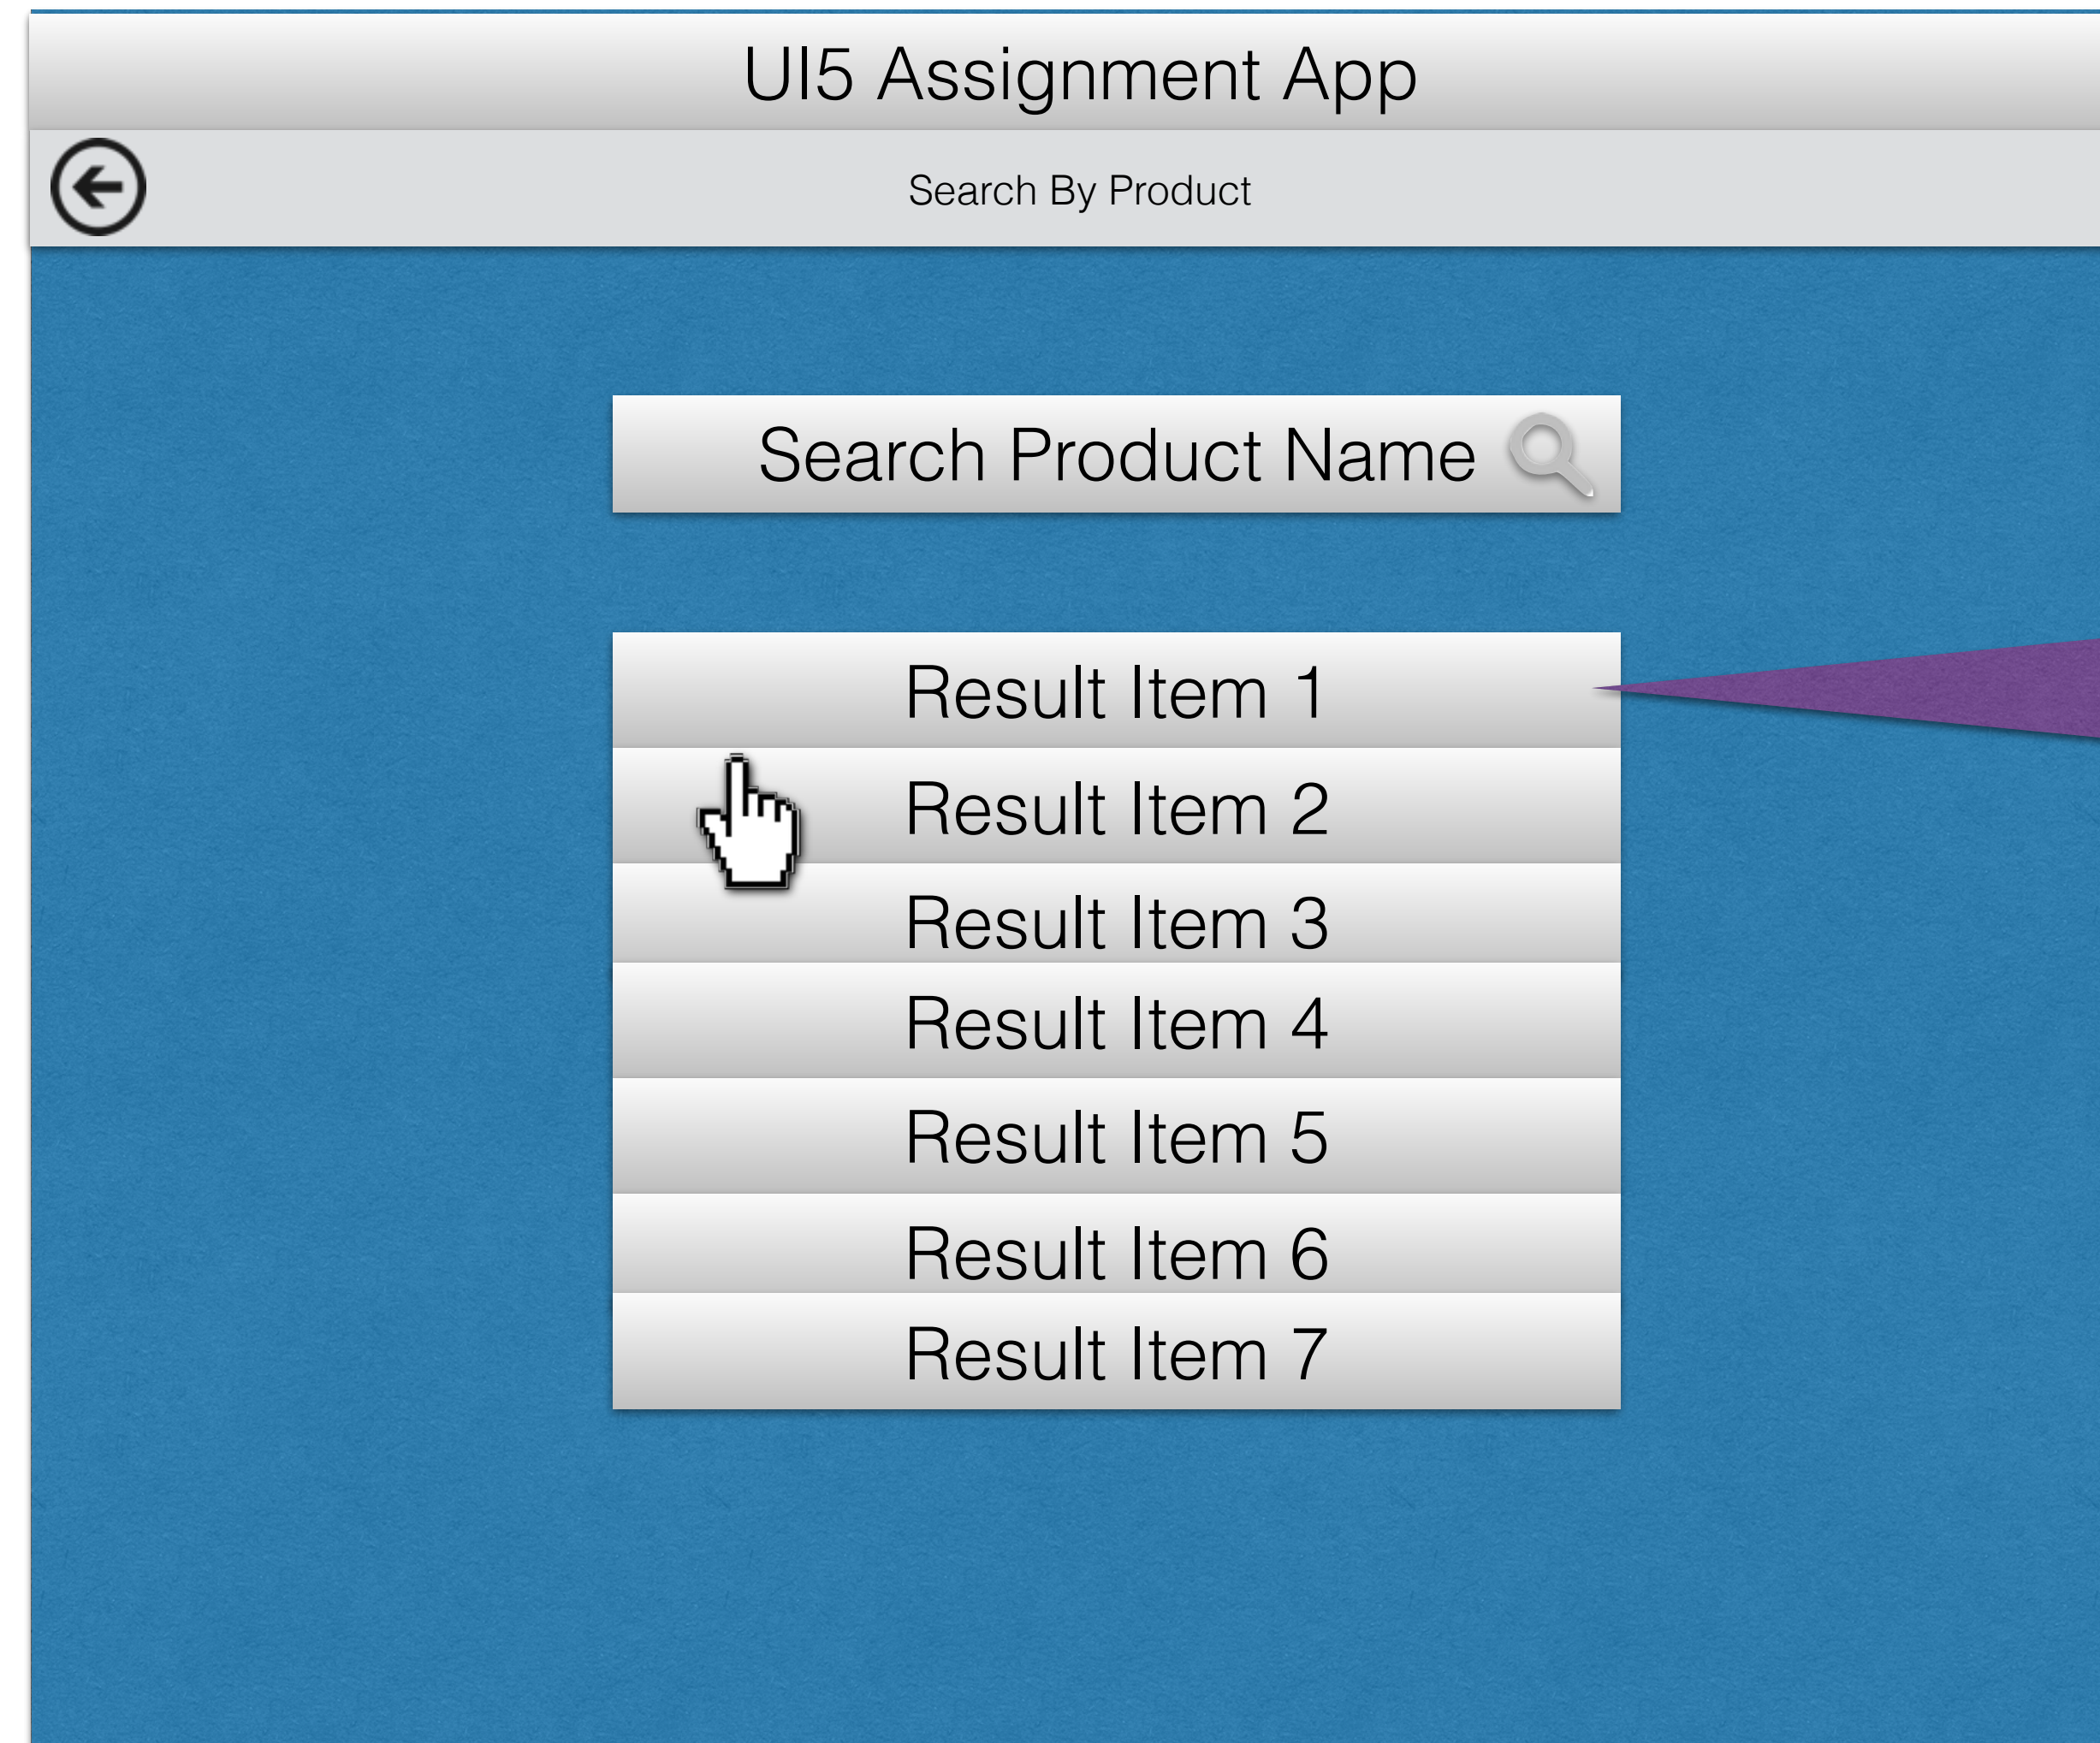 UI5 Assignment App
Search By Product
Search Product Name
Result Item 1
Result Item 2
Result Item 3
Result Item 4
Result Item 5
Result Item 6
Result Item 7